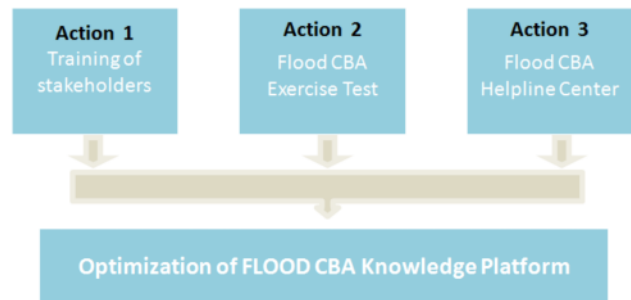 Action 1
Training of
stakeholders
Action 2
Flood CBA
Exercise Test
Action 3
Flood CBA
Helpline Center
Optimization of FLOOD CBA Knowledge Platform